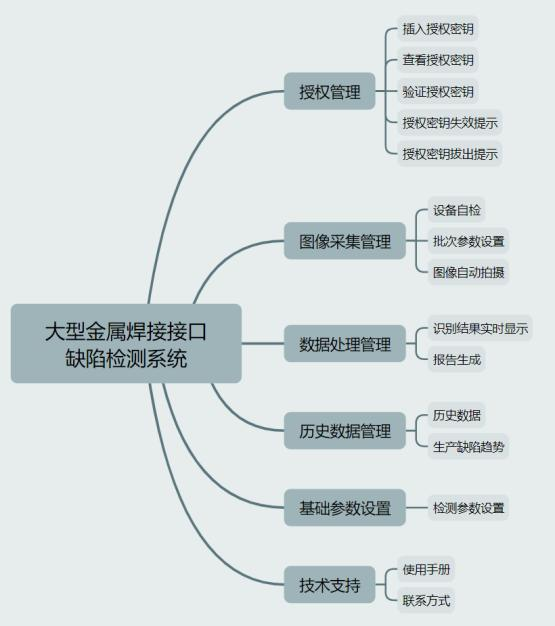 大型金属焊接接口
缺陷检测系统
授权管理
插入授权密钥
查看授权密钥
验证授权密钥
授权密钥失效提示
授权密钥拔出提示
图像采集管理
设备自检
批次参数设置
图像自动拍摄
数据处理管理
识别结果实时显示
报告生成
历史数据管理
历史数据
生产缺陷趋势
基础参数设置
检测参数设置
技术支持
使用手册
联系方式